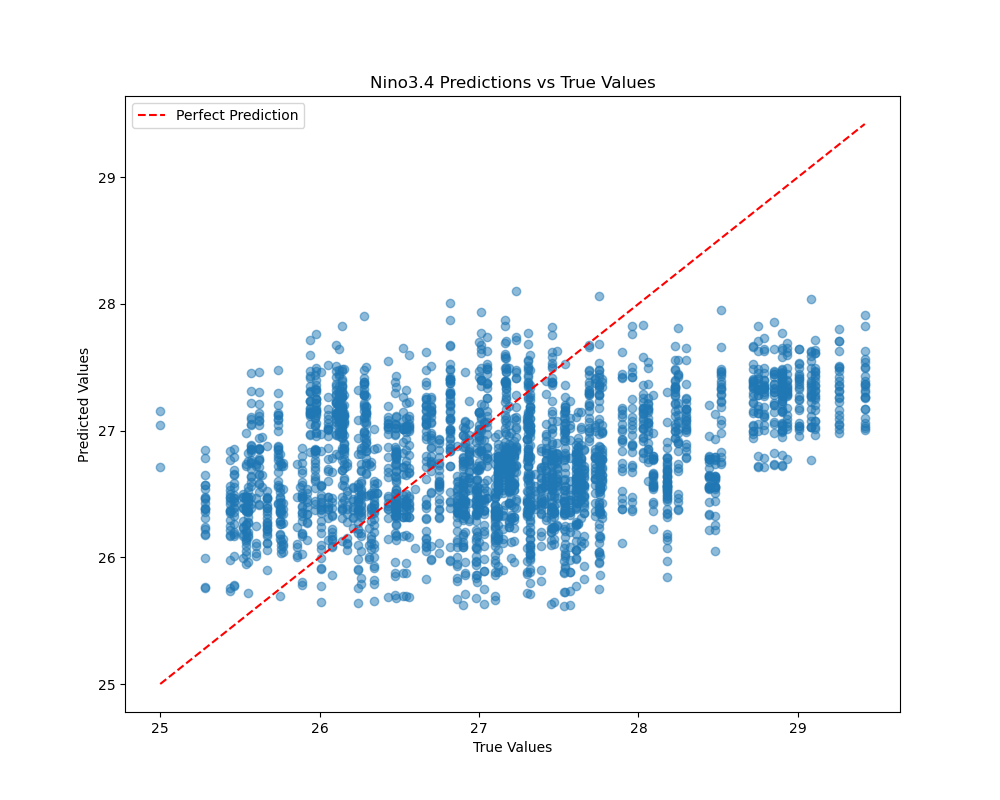 Nino3.4 Predictions vs True Values
Perfect Prediction
Predicted Values
29
28
27
26
25
25 26 27 28 29
True Values